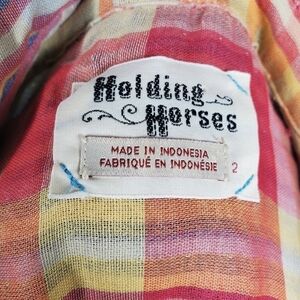 Holding
Horses
MADE IN INDONESIA
FABRIQUÉ EN INDONÉSIE
2